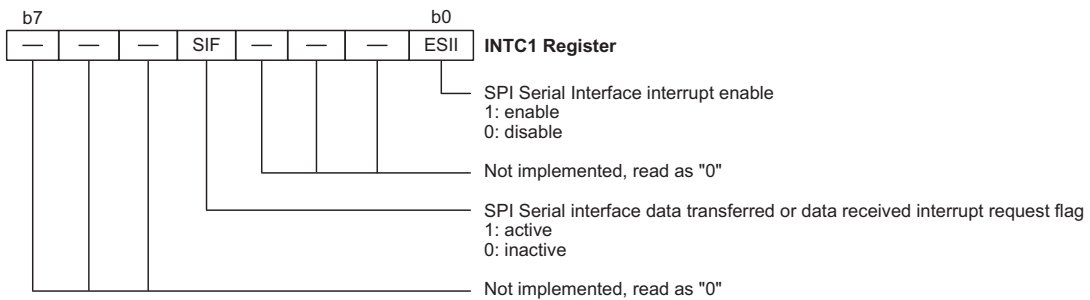 b7 b0
— — — SIF — — — ESII INTC1 Register
SPI Serial Interface interrupt enable
1: enable
0: disable
Not implemented, read as "0"
SPI Serial interface data transferred or data received interrupt request flag
1: active
0: inactive
Not implemented, read as "0"